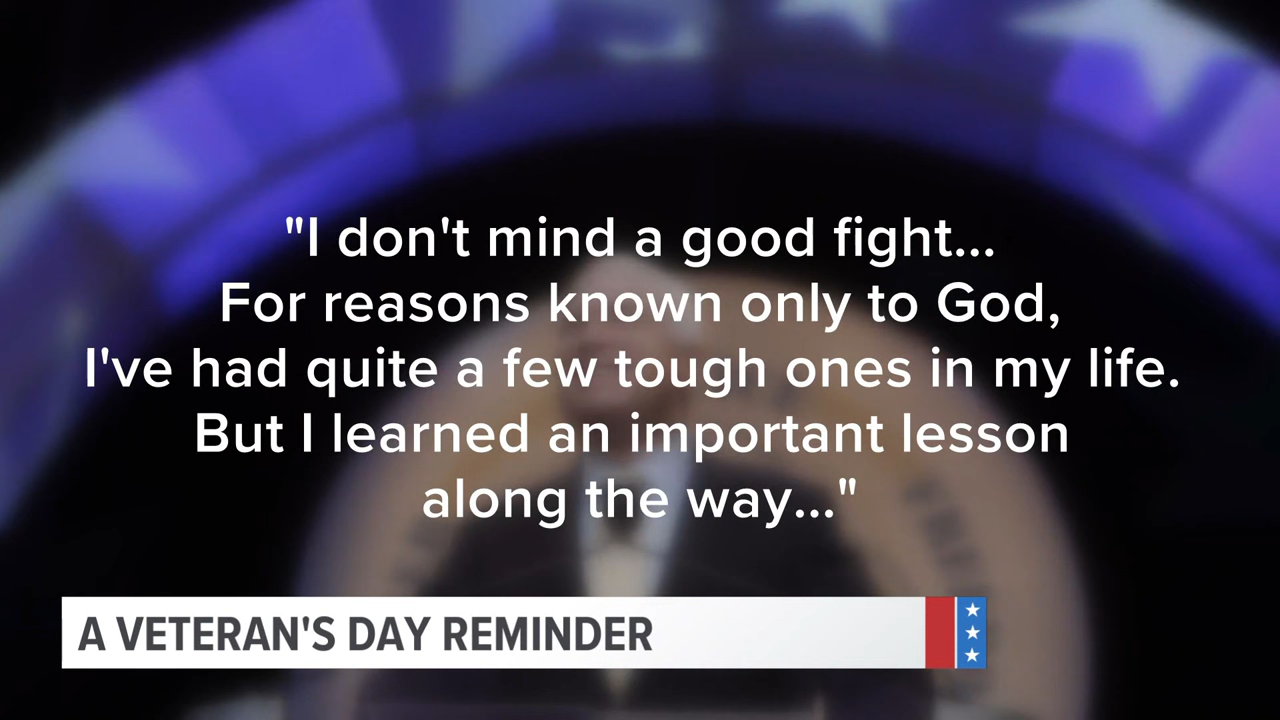 "I don't mind a good fight...
For reasons known only to God,
I've had quite a few tough ones in my life.
But I learned an important lesson
along the way..."
A VETERAN'S DAY REMINDER